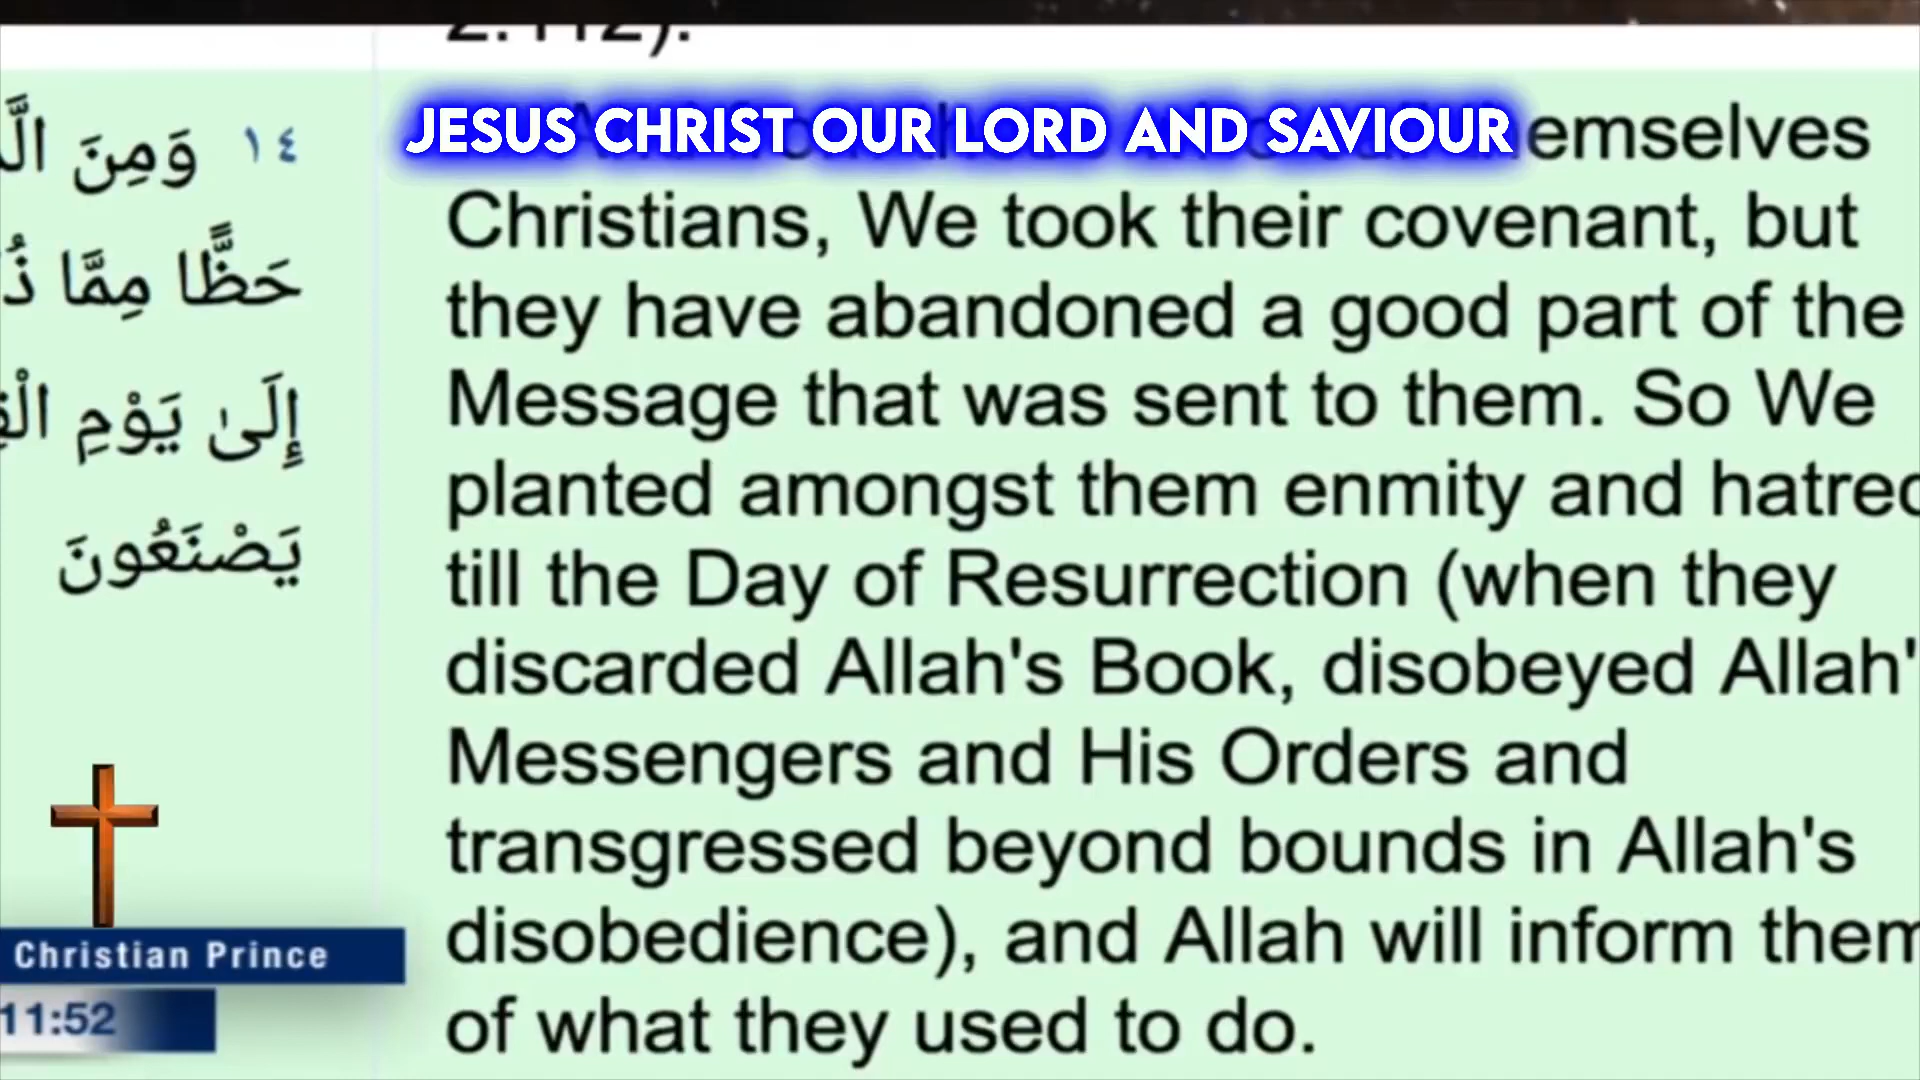 2:112).
JESUS CHRIST OUR LORD AND SAVIOUR
emselves
Christians, We took their covenant, but
they have abandoned a good part of the
Message that was sent to them. So We
planted amongst them enmity and hatred
till the Day of Resurrection (when they
discarded Allah's Book, disobeyed Allah'
Messengers and His Orders and
transgressed beyond bounds in Allah's
disobedience), and Allah will inform them
of what they used to do.
١٤ وَمِنَ
حَظًّا مِمَّا
إِلَىٰ يَوْمِ
يَصْنَعُونَ
Christian Prince
11:52